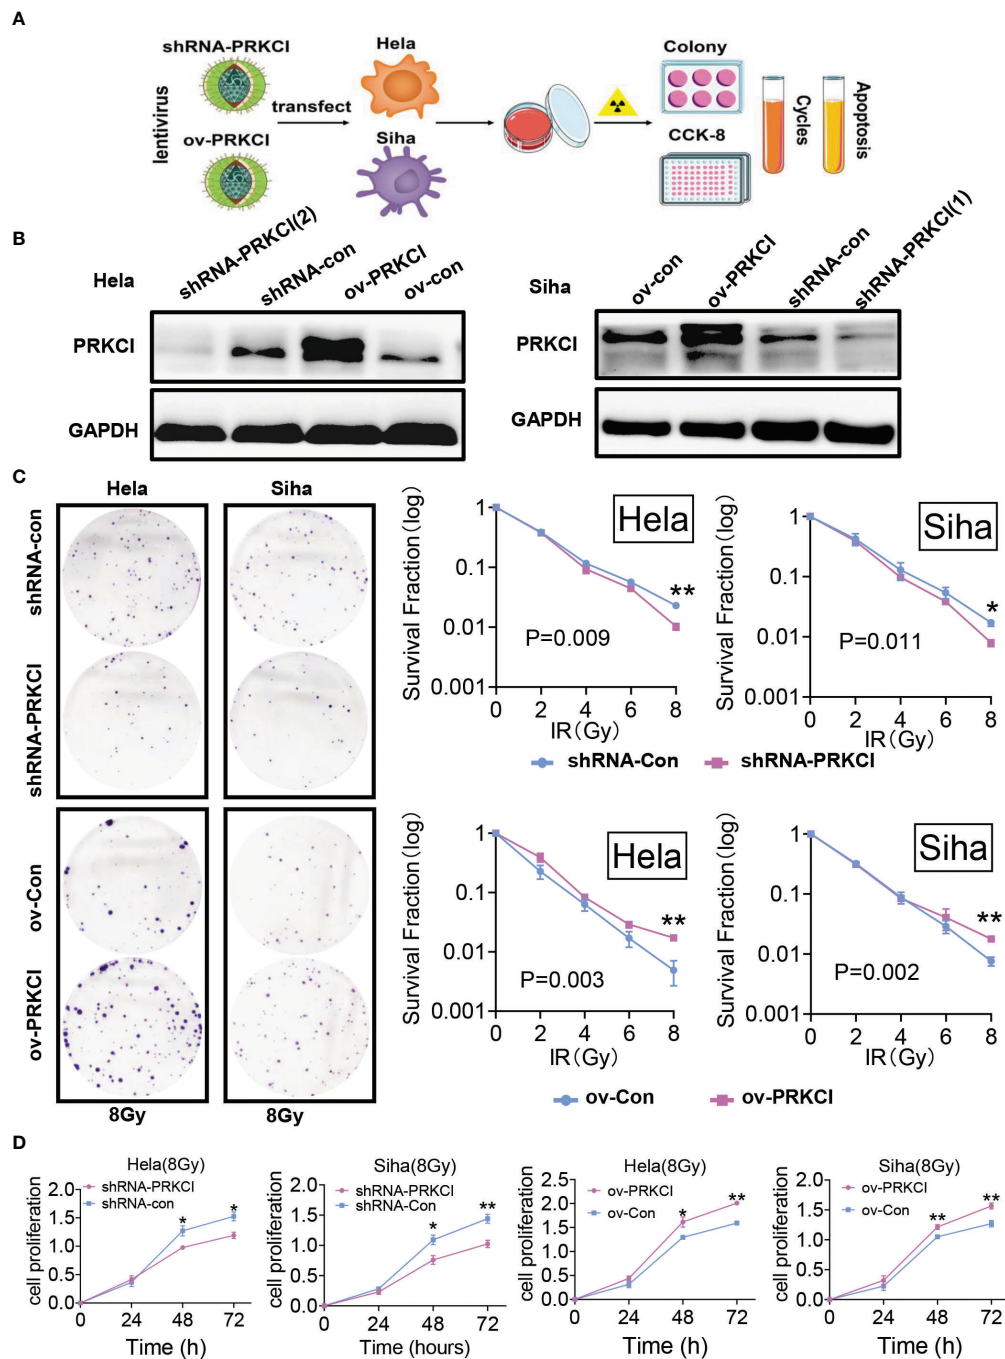 A
lentivirus
shRNA-PRKCI
ov-PRKCI
transfect
Hela
Siha
Colony
CCK-8
Cycles
Apoptosis
B
Hela
shRNA-PRKCI(2)
shRNA-con
ov-PRKCI
ov-con
PRKCI
GAPDH
Siha
ov-con
ov-PRKCI
shRNA-con
shRNA-PRKCI(1)
PRKCI
GAPDH
C
Hela
Siha
shRNA-con
shRNA-PRKCI
ov-Con
ov-PRKCI
8Gy
8Gy
Survival Fraction(log)
1
0.1
0.01
0.001
Hela
**
P=0.009
0 2 4 6 8
IR(Gy)
Survival Fraction(log)
1
0.1
0.01
0.001
Siha
*
P=0.011
0 2 4 6 8
IR(Gy)
shRNA-Con shRNA-PRKCI
Survival Fraction(log)
1
0.1
0.01
0.001
Hela
**
P=0.003
0 2 4 6 8
IR(Gy)
Survival Fraction(log)
1
0.1
0.01
0.001
Siha
**
P=0.002
0 2 4 6 8
IR(Gy)
ov-Con ov-PRKCI
D
Hela(8Gy)
shRNA-PRKCI
shRNA-con
cell proliferation
2.0
1.5
1.0
0.5
0.0
* *
0 24 48 72
Time (h)
Siha(8Gy)
shRNA-PRKCI
shRNA-Con
cell proliferation
2.0
1.5
1.0
0.5
0.0
* **
0 24 48 72
Time (hours)
Hela(8Gy)
ov-PRKCI
ov-Con
cell proliferation
2.5
2.0
1.5
1.0
0.5
0.0
* **
0 24 48 72
Time (h)
Siha(8Gy)
ov-PRKCI
ov-Con
cell proliferation
2.0
1.5
1.0
0.5
0.0
** **
0 24 48 72
Time (h)